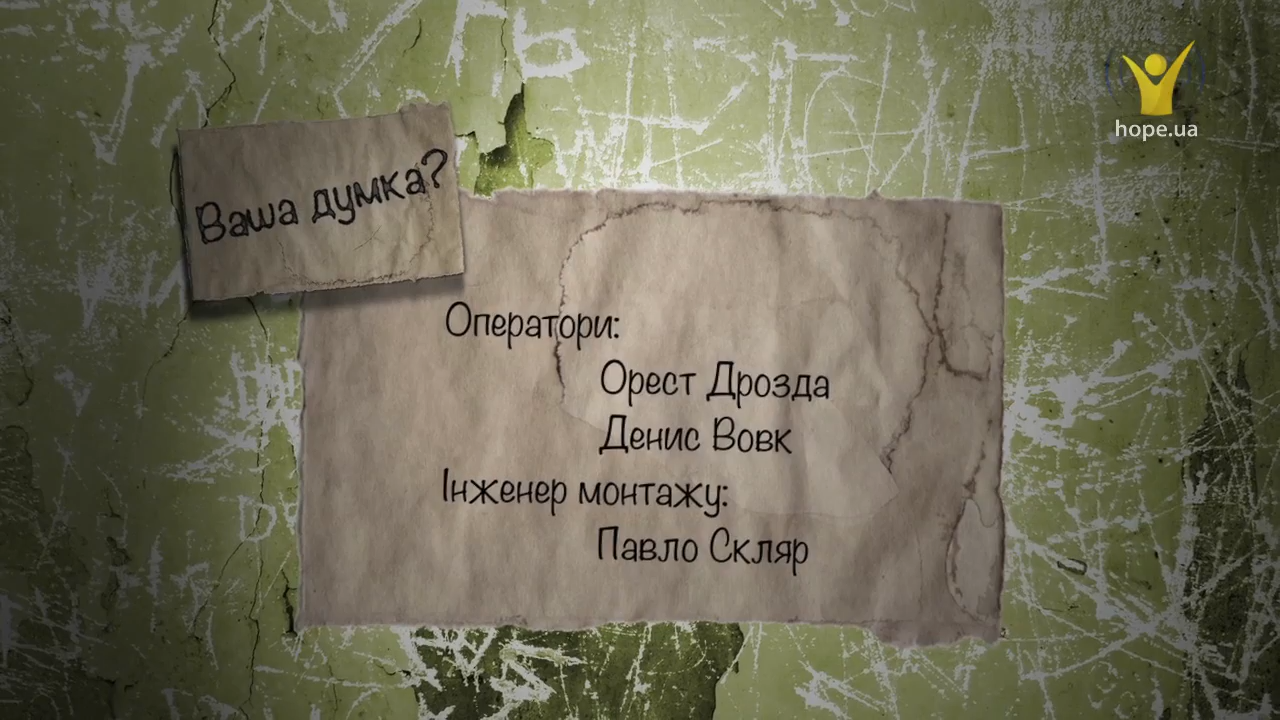 hope.ua
Ваша думка?
Оператори:
Орест Дрозда
Денис Вовк
Інженер монтажу:
Павло Скляр